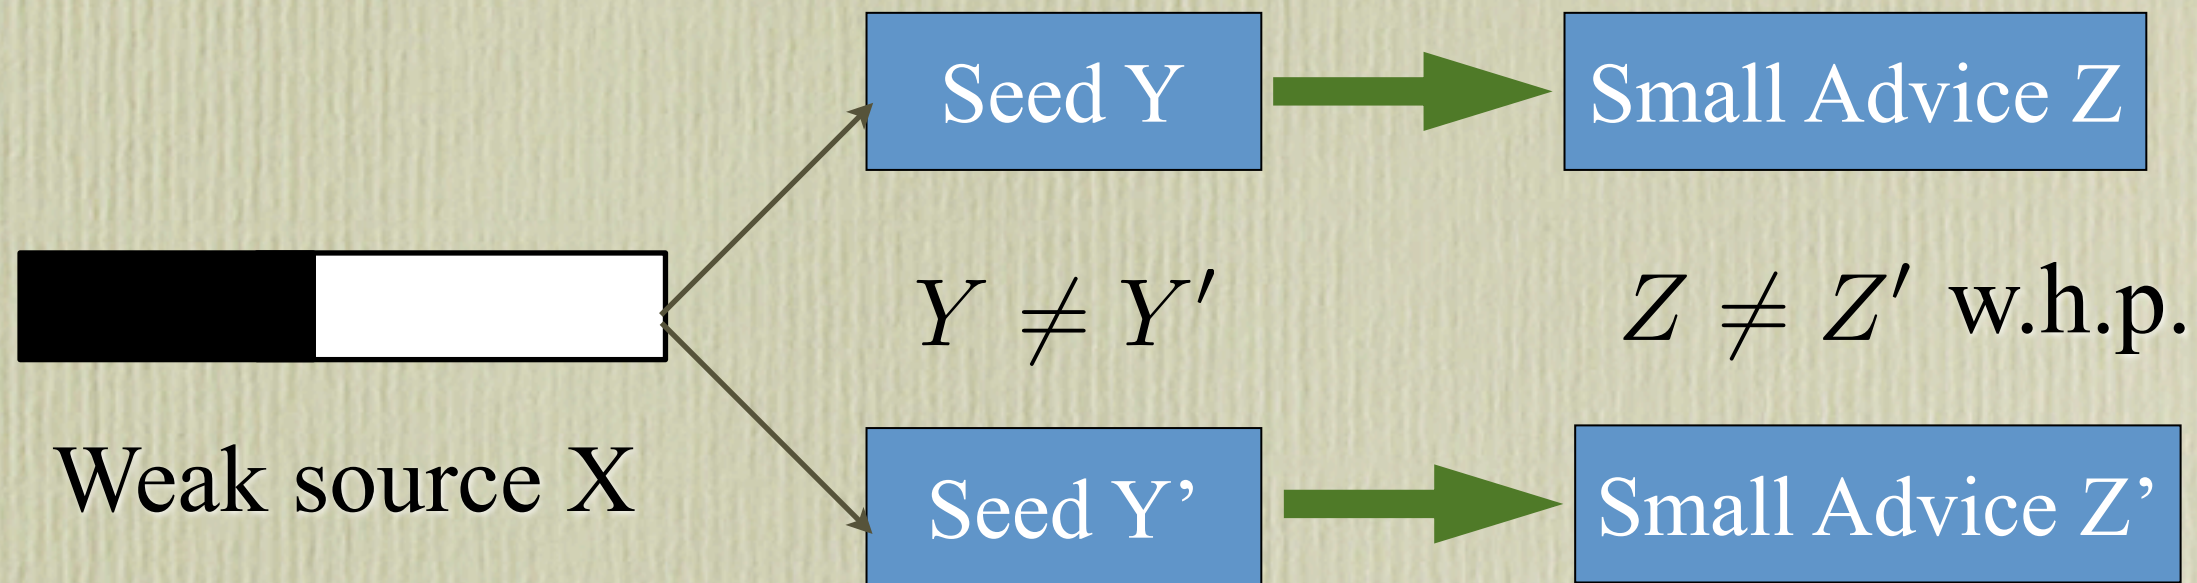 Seed Y
Small Advice Z
Y ≠ Y′
Z ≠ Z′ w.h.p.
Weak source X
Seed Y’
Small Advice Z’